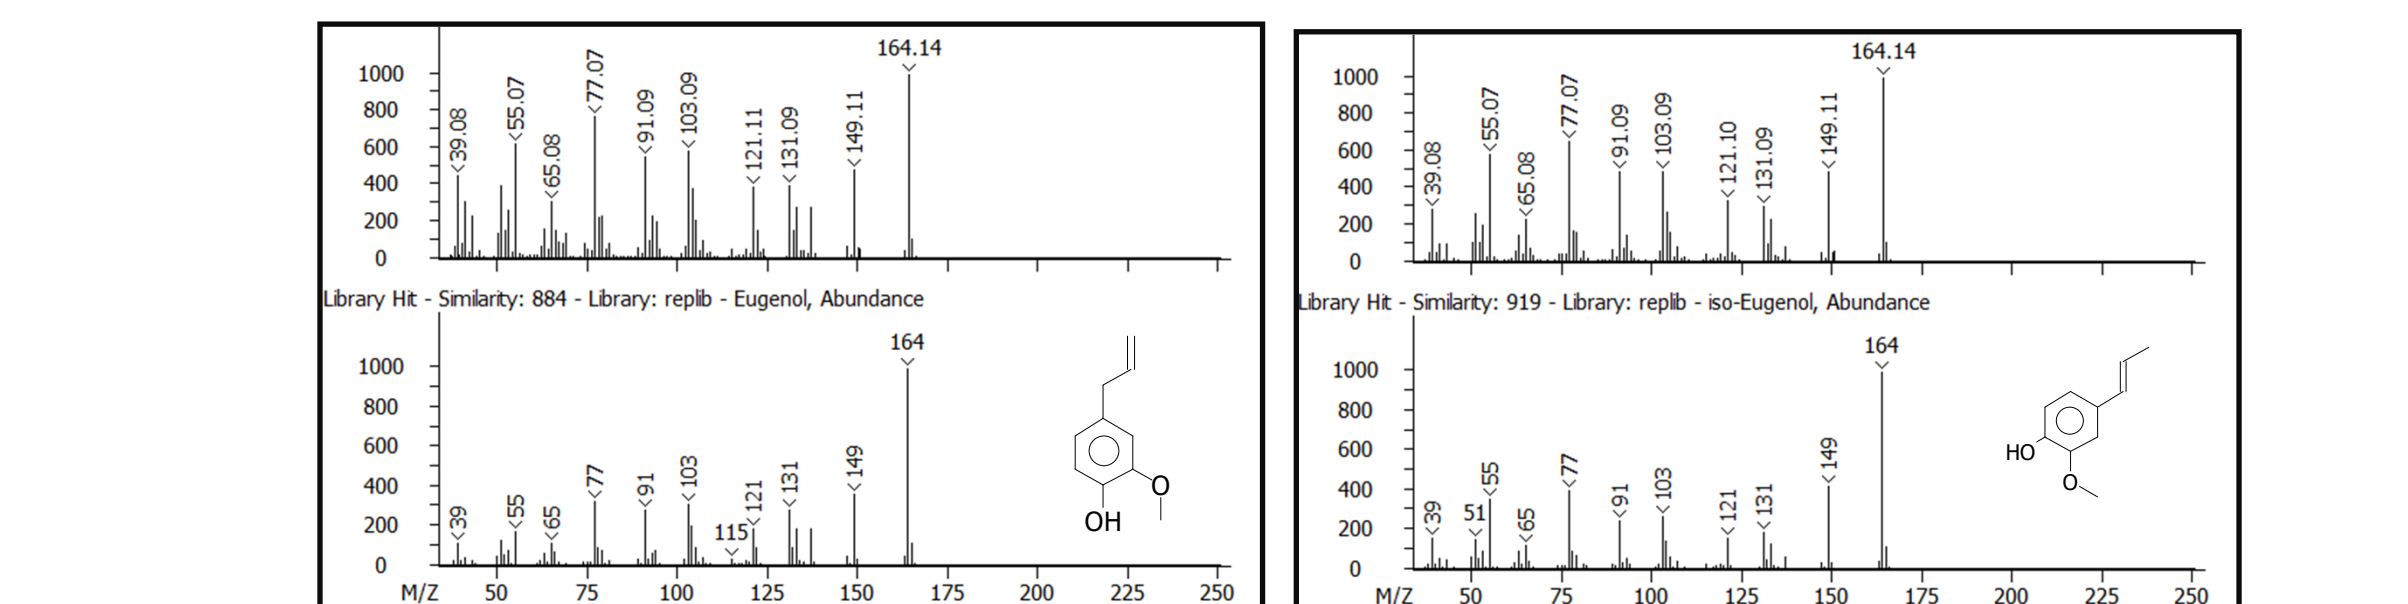 164.14
39.08 55.07 65.08 77.07 91.09 103.09 121.11 131.09 149.11
1000
800
600
400
200
0
Library Hit - Similarity: 884 - Library: replib - Eugenol, Abundance
164
39 55 65 77 91 103 115 121 131 149
1000
800
600
400
200
0
O
OH
M/Z 50 75 100 125 150 175 200 225 250
164.14
39.08 55.07 65.08 77.07 91.09 103.09 121.10 131.09 149.11
1000
800
600
400
200
0
Library Hit - Similarity: 919 - Library: replib - iso-Eugenol, Abundance
164
39 51 55 65 77 91 103 121 131 149
1000
800
600
400
200
0
HO
O
M/Z 50 75 100 125 150 175 200 225 250